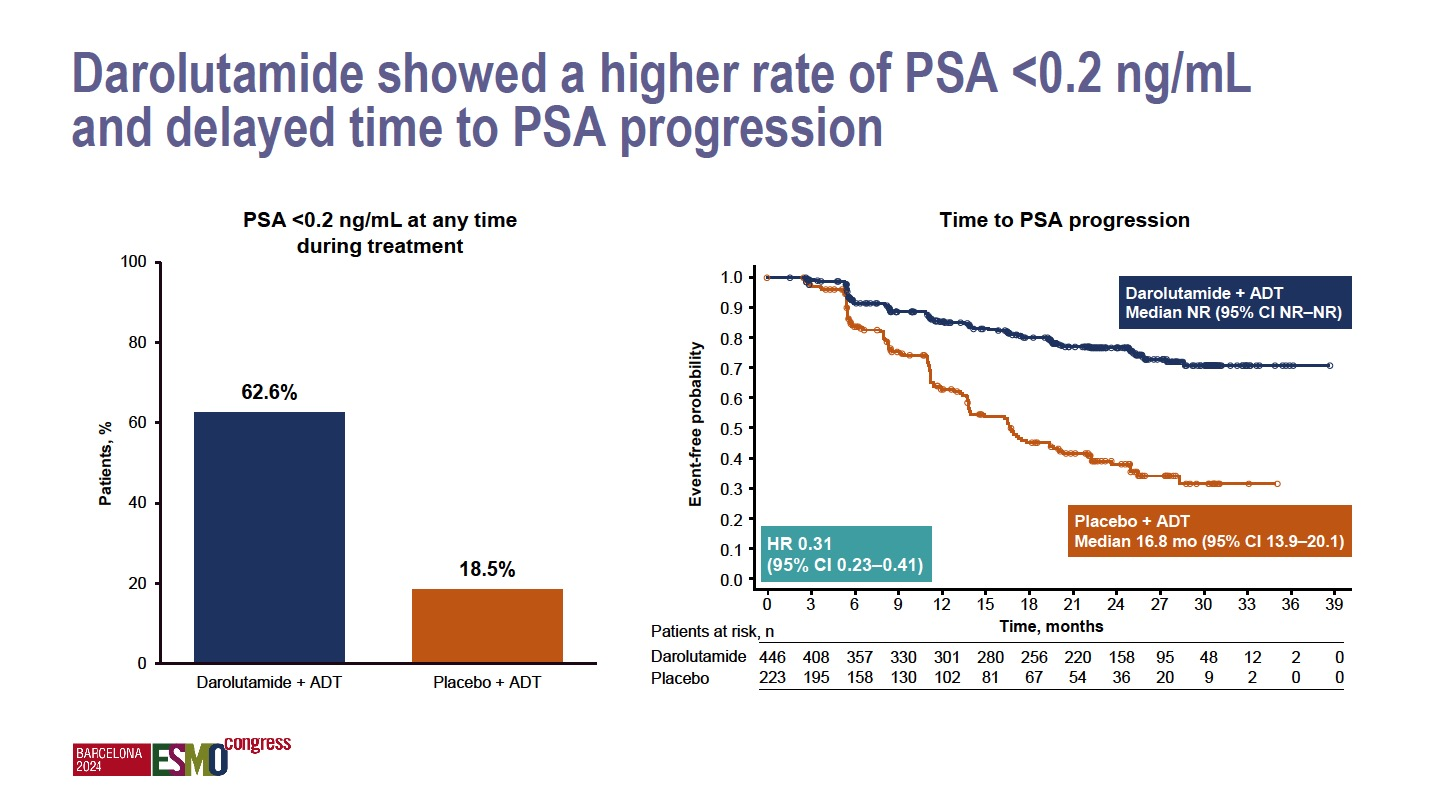 Darolutamide showed a higher rate of PSA <0.2 ng/mL
and delayed time to PSA progression
PSA <0.2 ng/mL at any time
during treatment
100
80
60
40
20
0
Patients, %
62.6%
18.5%
Darolutamide + ADT
Placebo + ADT
Time to PSA progression
1.0
0.9
0.8
0.7
0.6
0.5
0.4
0.3
0.2
0.1
0.0
Event-free probability
Darolutamide + ADT
Median NR (95% CI NR–NR)
Placebo + ADT
Median 16.8 mo (95% CI 13.9–20.1)
HR 0.31
(95% CI 0.23–0.41)
0 3 6 9 12 15 18 21 24 27 30 33 36 39
Time, months
Patients at risk, n
Darolutamide 446 408 357 330 301 280 256 220 158 95 48 12 2 0
Placebo 223 195 158 130 102 81 67 54 36 20 9 2 0 0
BARCELONA
2024
ESMO congress